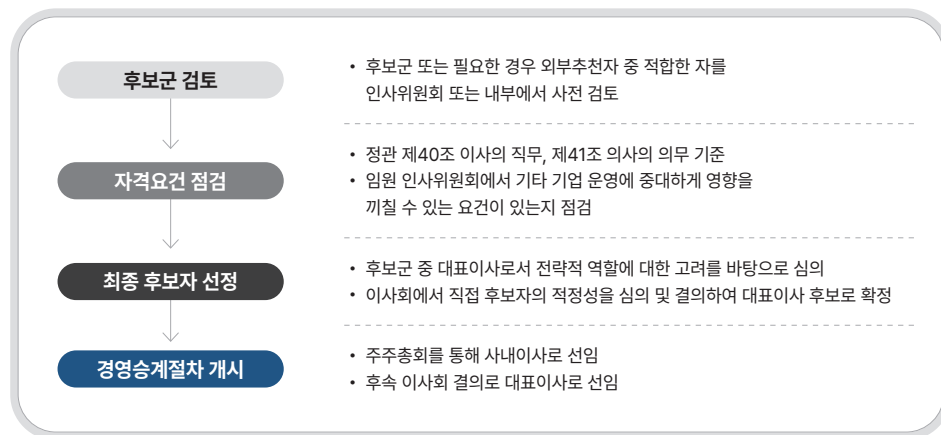 후보군 검토
• 후보군 또는 필요한 경우 외부추천자 중 적합한 자를
인사위원회 또는 내부에서 사전 검토
자격요건 점검
• 정관 제40조 이사의 직무, 제41조 의사의 의무 기준
• 임원 인사위원회에서 기타 기업 운영에 중대하게 영향을
끼칠 수 있는 요건이 있는지 점검
최종 후보자 선정
• 후보군 중 대표이사로서 전략적 역할에 대한 고려를 바탕으로 심의
• 이사회에서 직접 후보자의 적정성을 심의 및 결의하여 대표이사 후보로 확정
경영승계절차 개시
• 주주총회를 통해 사내이사로 선임
• 후속 이사회 결의로 대표이사로 선임